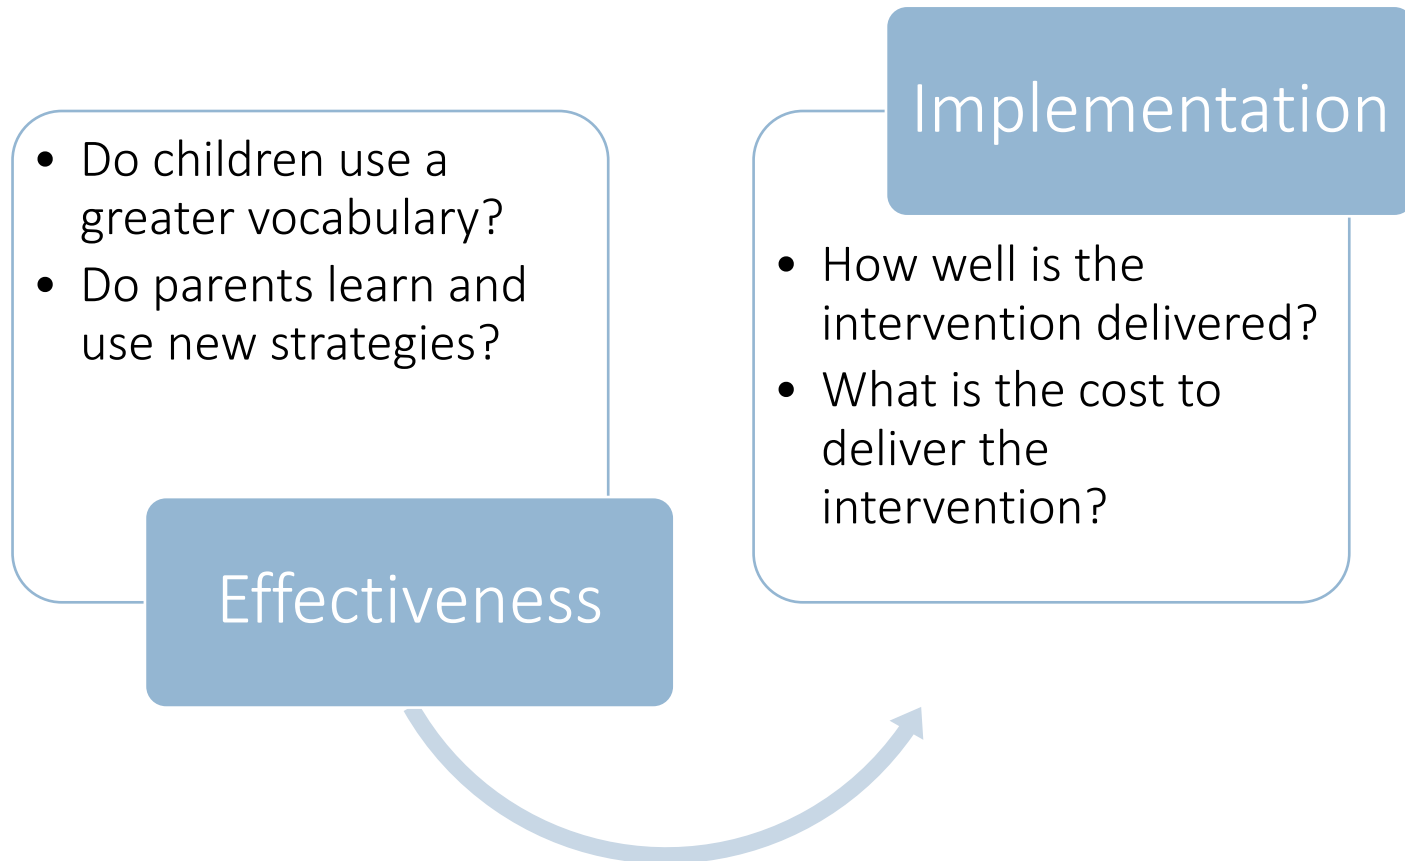 • Do children use a
greater vocabulary?
• Do parents learn and
use new strategies?
Effectiveness
Implementation
• How well is the
intervention delivered?
• What is the cost to
deliver the
intervention?